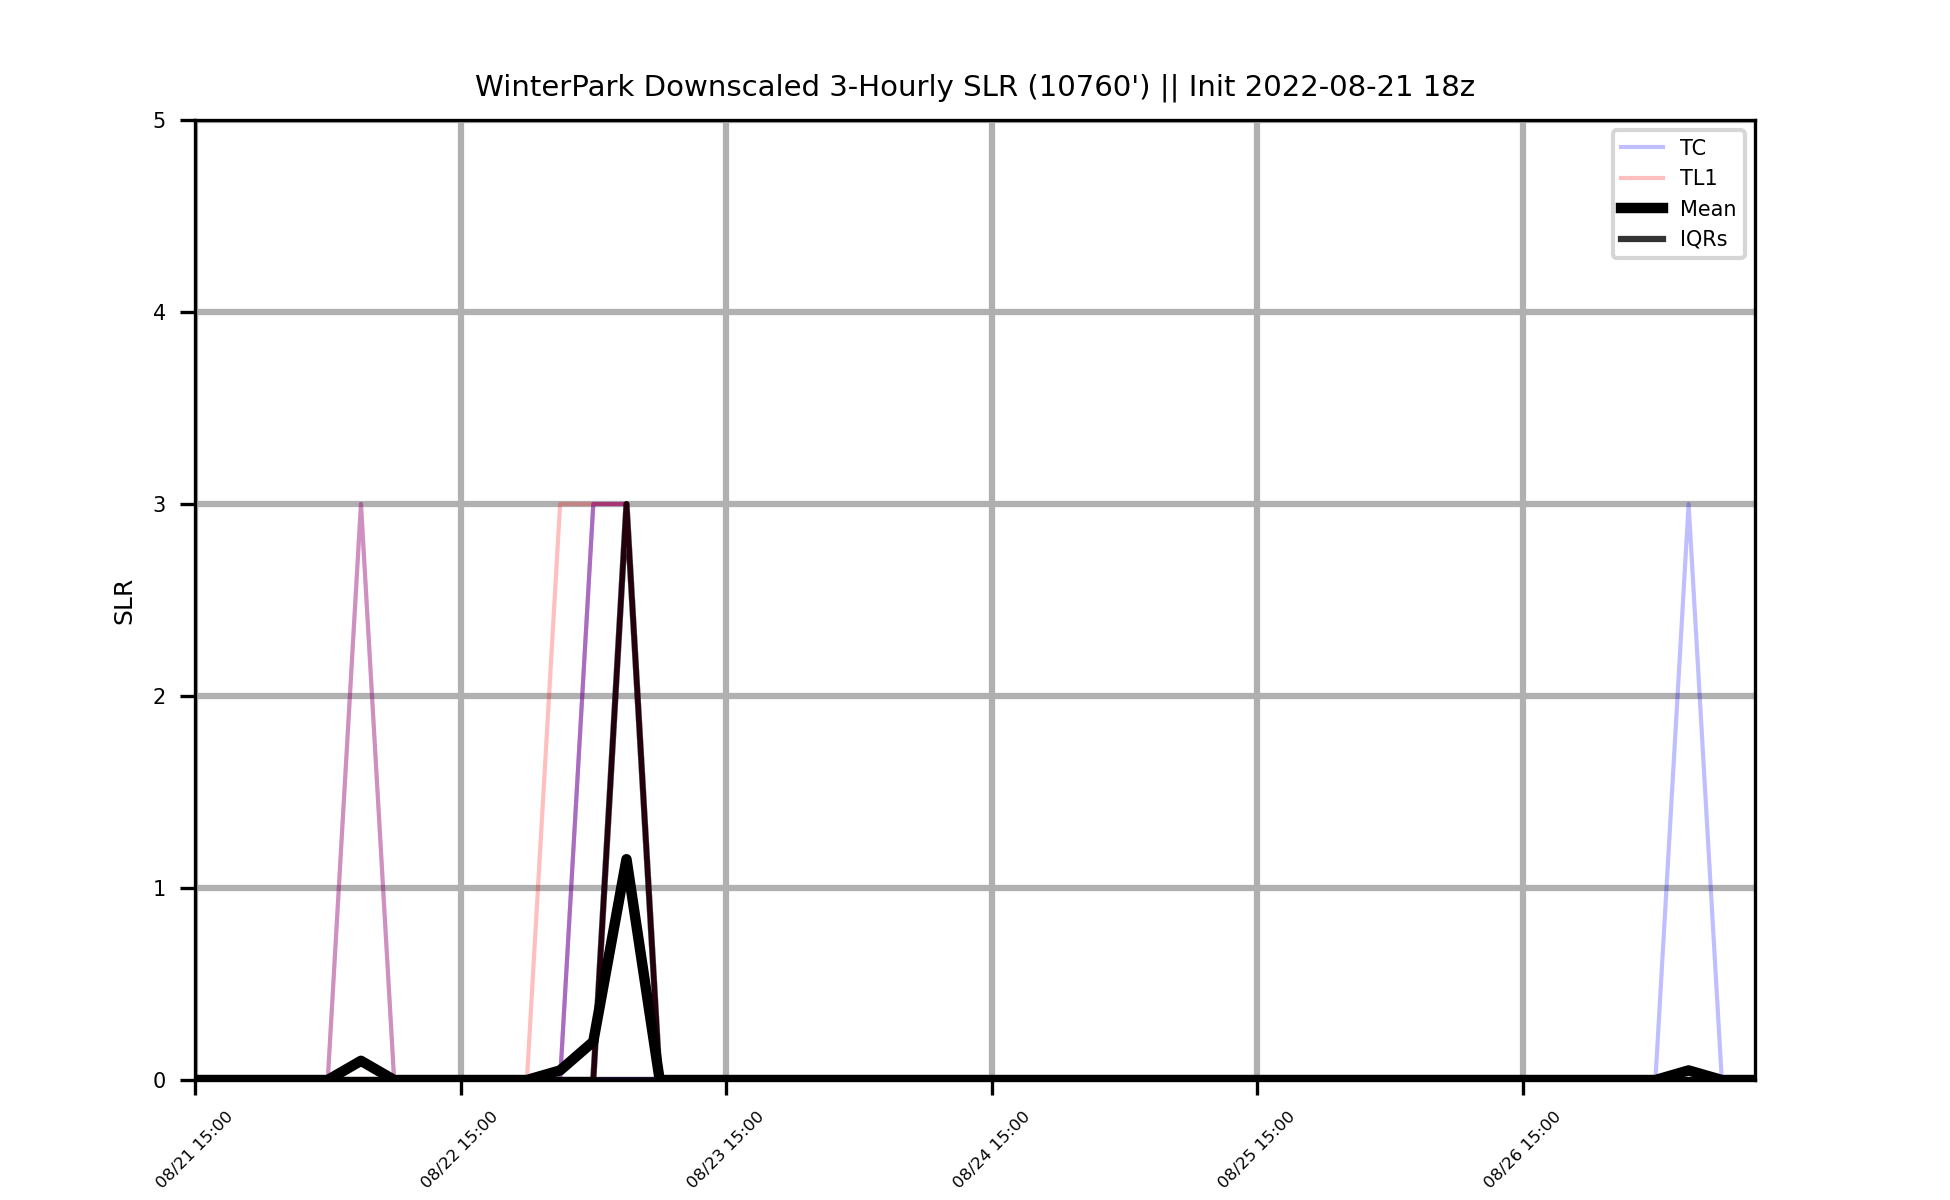 WinterPark Downscaled 3-Hourly SLR (10760') || Init 2022-08-21 18z
TC
TL1
Mean
IQRs
SLR
5
4
3
2
1
0
08/21 15:00
08/22 15:00
08/23 15:00
08/24 15:00
08/25 15:00
08/26 15:00